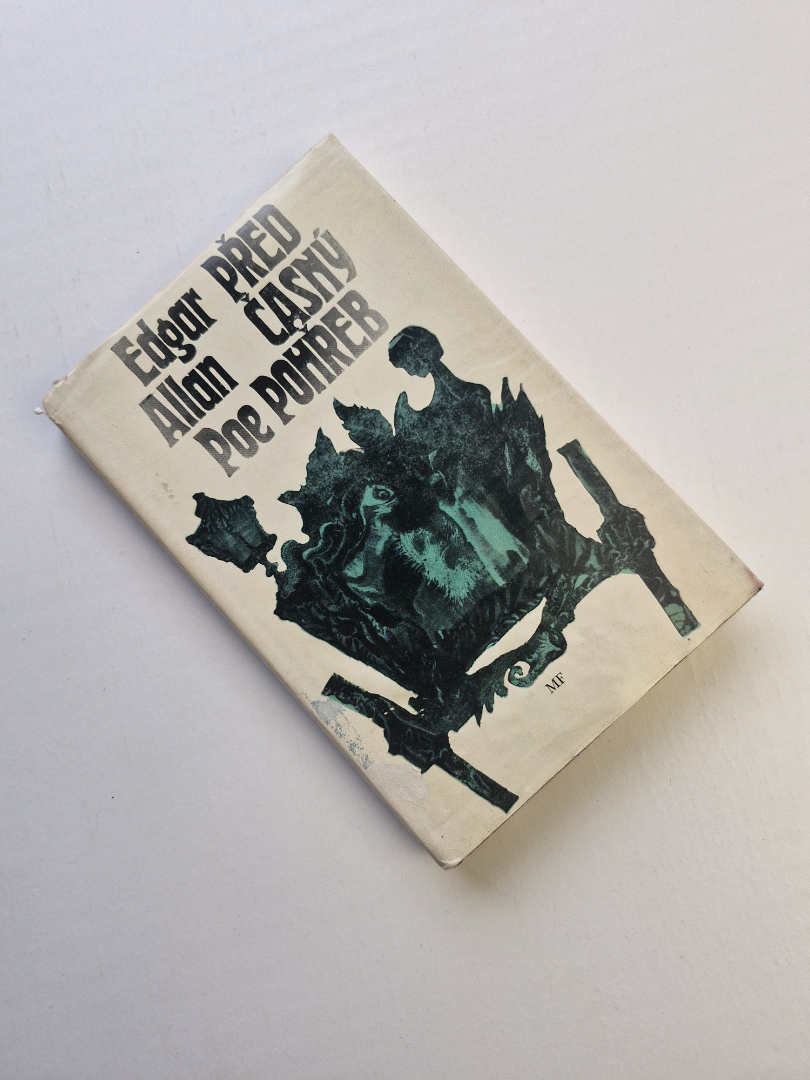 Edgar PŘED
Allan ČASNÝ
Poe POHŘEB
MF